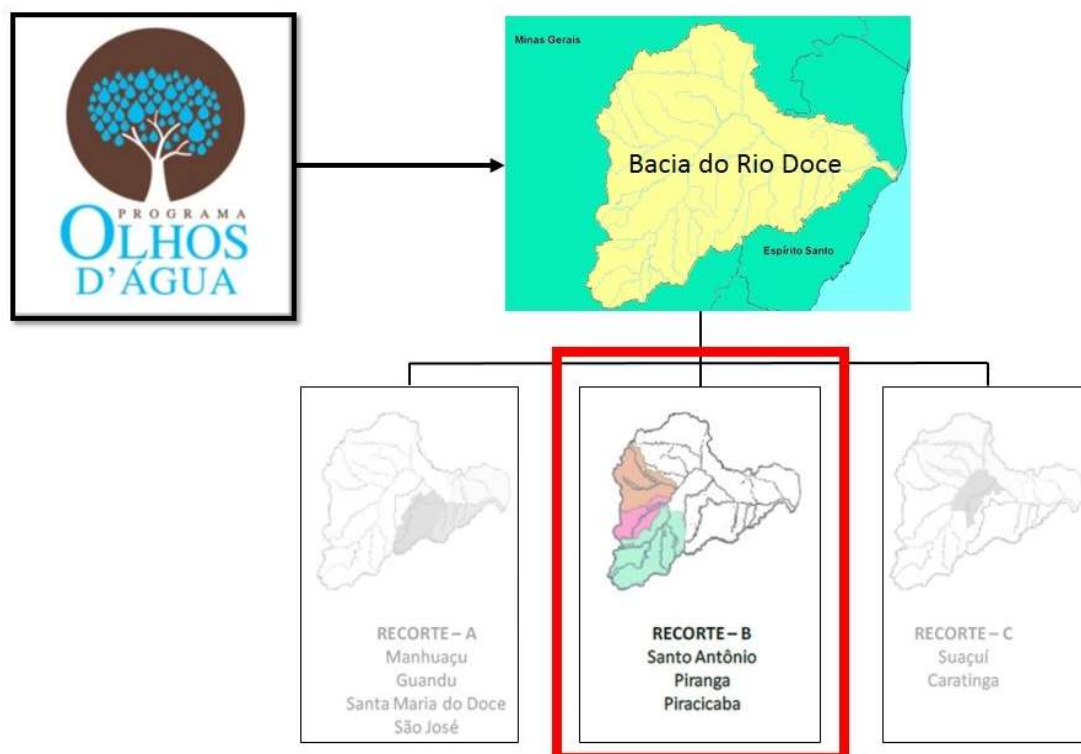 PROGRAMA
OLHOS
D'ÁGUA
Minas Gerais
Bacia do Rio Doce
Espírito Santo
RECORTE – A
Manhuaçu
Guandu
Santa Maria do Doce
São José
RECORTE – B
Santo Antônio
Piranga
Piracicaba
RECORTE – C
Suaçuí
Caratinga